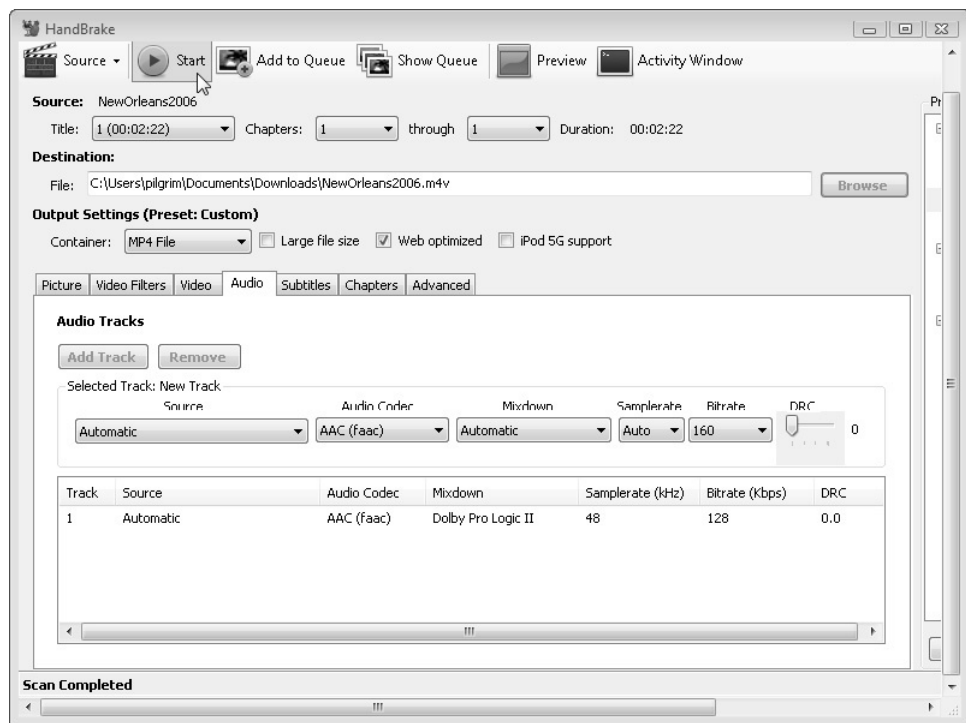 HandBrake
Source Start Add to Queue Show Queue Preview Activity Window
Source: NewOrleans2006
Title: 1 (00:02:22) Chapters: 1 through 1 Duration: 00:02:22
Destination:
File: C:\Users\pilgrim\Documents\Downloads\NewOrleans2006.m4v Browse
Output Settings (Preset: Custom)
Container: MP4 File Large file size Web optimized iPod 5G support
Picture Video Filters Video Audio Subtitles Chapters Advanced
Audio Tracks
Add Track Remove
Selected Track: New Track
Source Audio Codec Mixdown Samplerate Bitrate DRC
Automatic AAC (faac) Automatic Auto 160 0
Track Source Audio Codec Mixdown Samplerate (kHz) Bitrate (Kbps) DRC
1 Automatic AAC (faac) Dolby Pro Logic II 48 128 0.0
Scan Completed